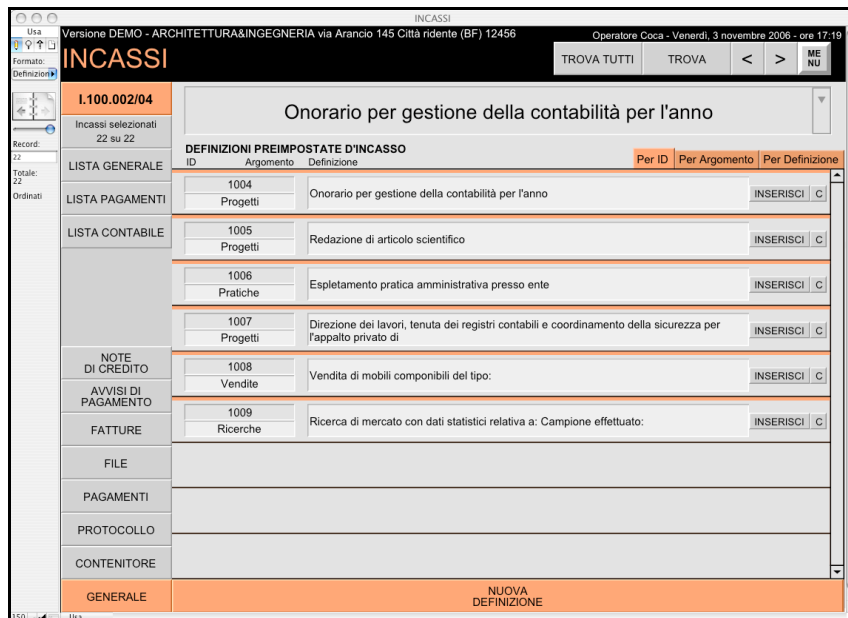 INCASSI
Usa
Versione DEMO - ARCHITETTURA&INGEGNERIA via Arancio 145 Città ridente (BF) 12456
Operatore Coca - Venerdì, 3 novembre 2006 - ore 17:19
Formato:
Definizion
INCASSI
TROVA TUTTI
TROVA
<
>
ME
NU
I.100.002/04
Onorario per gestione della contabilità per l'anno
Incassi selezionati
22 su 22
Record:
22
Totale:
22
Ordinati
DEFINIZIONI PREIMPOSTATE D'INCASSO
ID Argomento Definizione
Per ID Per Argomento Per Definizione
LISTA GENERALE
LISTA PAGAMENTI
LISTA CONTABILE
1004
Progetti
Onorario per gestione della contabilità per l'anno
INSERISCI C
1005
Progetti
Redazione di articolo scientifico
INSERISCI C
1006
Pratiche
Espletamento pratica amministrativa presso ente
INSERISCI C
1007
Progetti
Direzione dei lavori, tenuta dei registri contabili e coordinamento della sicurezza per
l'appalto privato di
INSERISCI C
1008
Vendite
Vendita di mobili componibili del tipo:
INSERISCI C
1009
Ricerche
Ricerca di mercato con dati statistici relativa a: Campione effettuato:
INSERISCI C
NOTE
DI CREDITO
AVVISI DI
PAGAMENTO
FATTURE
FILE
PAGAMENTI
PROTOCOLLO
CONTENITORE
GENERALE
NUOVA
DEFINIZIONE
150
Usa